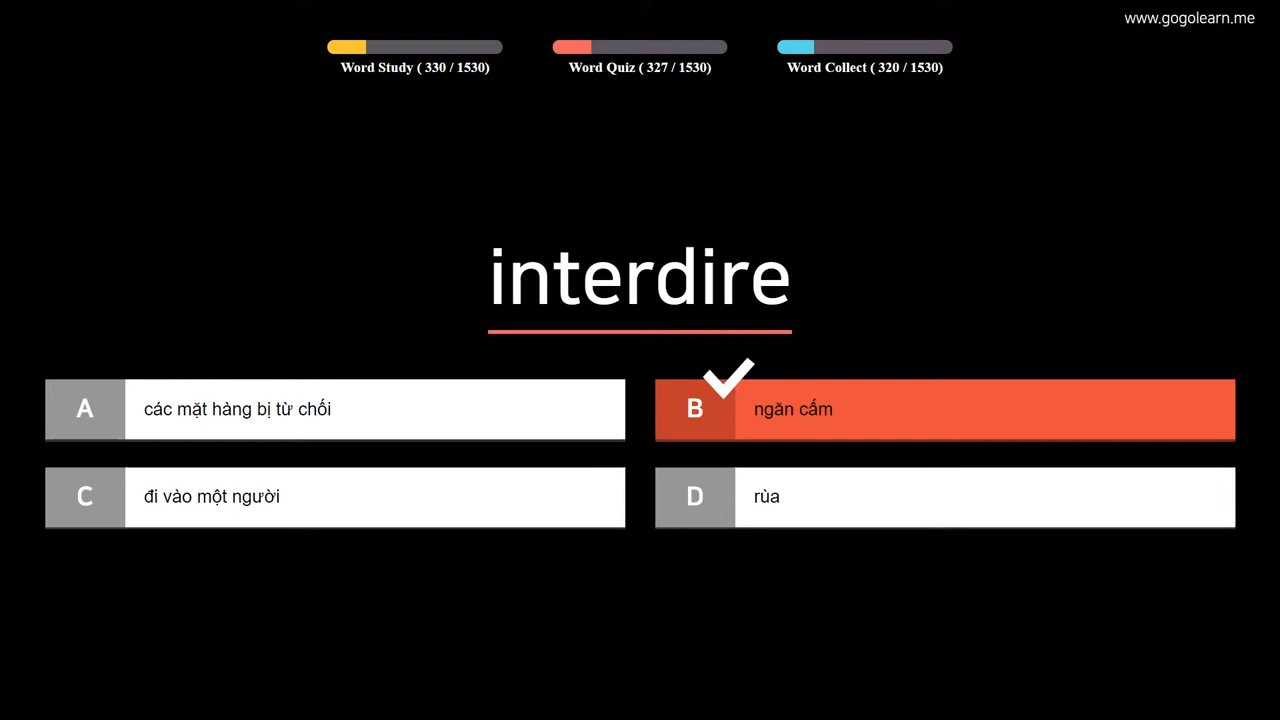 www.gogolearn.me
Word Study ( 330 / 1530)
Word Quiz ( 327 / 1530)
Word Collect ( 320 / 1530)
interdire
A các mặt hàng bị từ chối
B ngăn cấm
C đi vào một người
D rùa